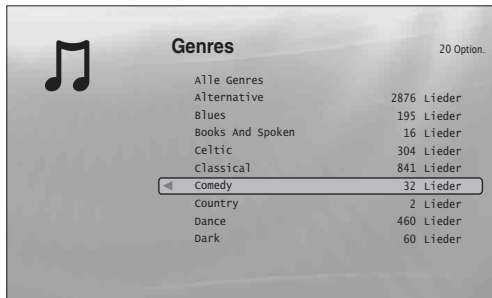 Genres
20 Option.
Alle Genres
Alternative 2876 Lieder
Blues 195 Lieder
Books And Spoken 16 Lieder
Celtic 304 Lieder
Classical 841 Lieder
Comedy 32 Lieder
Country 2 Lieder
Dance 460 Lieder
Dark 60 Lieder